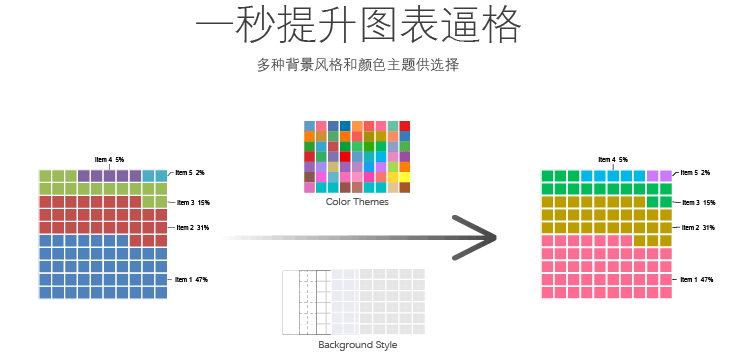 一秒提升图表逼格
多种背景风格和颜色主题供选择
Item 4 5%
Item 5 2%
Item 3 15%
Item 2 31%
Item 1 47%
Color Themes
Background Style
Item 4 5%
Item 5 2%
Item 3 15%
Item 2 31%
Item 1 47%